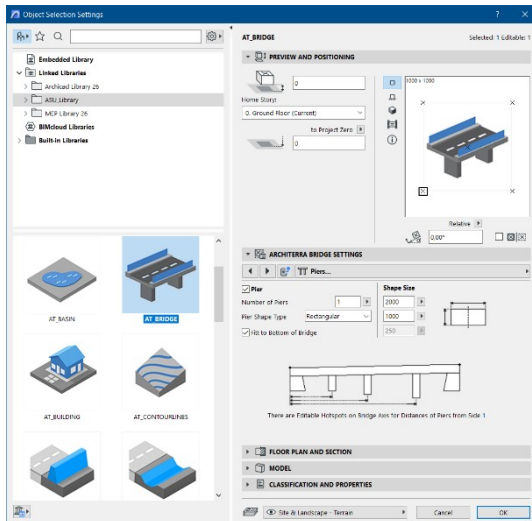 Object Selection Settings
? ×
AT_BRIDGE
Selected: 1 Editable: 1
Embedded Library
Linked Libraries
Archicad Library 26
MEP Library 26
BIMcloud Libraries
Built-in Libraries
AT_BASIN
AT_BRIDGE
AT_BUILDING
AT_CONTOURLINES
PREVIEW AND POSITIONING
0
Home Story:
0. Ground Floor (Current)
to Project Zero
0
1000 x 1000
Relative
0,00°
ARCHITERRA BRIDGE SETTINGS
Piers...
Pier
Shape Size
Number of Piers
1
2000
Pier Shape Type
Rectangular
1000
Fit to Bottom of Bridge
250
There are Editable Hotspots on Bridge Axis for Distances of Piers from Side 1
FLOOR PLAN AND SECTION
MODEL
CLASSIFICATION AND PROPERTIES
Site & Landscape - Terrain
Cancel
OK